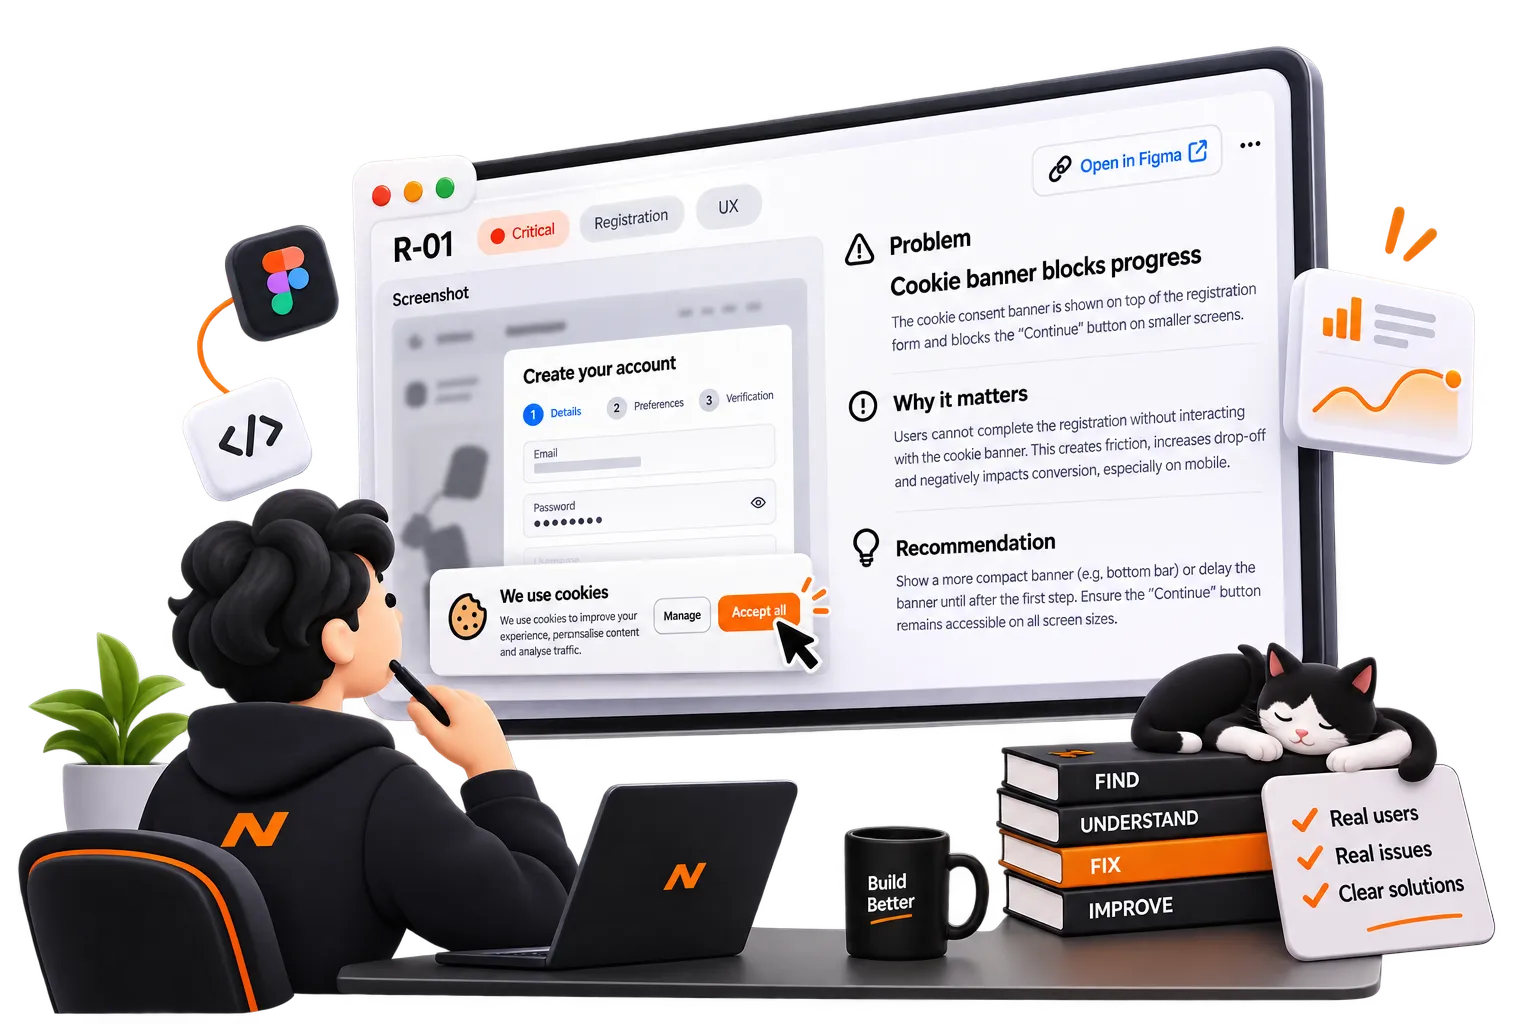 R-01
Critical
Registration
UX
Open in Figma
Screenshot
Create your account
1 Details
2 Preferences
3 Verification
Email
Password
We use cookies
We use cookies to improve your
experience, personalise content
and analyse traffic.
Manage
Accept all
Problem
Cookie banner blocks progress
The cookie consent banner is shown on top of the registration
form and blocks the “Continue” button on smaller screens.
Why it matters
Users cannot complete the registration without interacting
with the cookie banner. This creates friction, increases drop-off
and negatively impacts conversion, especially on mobile.
Recommendation
Show a more compact banner (e.g, bottom bar) or delay the
banner until after the first step. Ensure the “Continue” button
remains accessible on all screen sizes.
</>
N
N
Build
Better
FIND
UNDERSTAND
FIX
IMPROVE
Real users
Real issues
Clear solutions